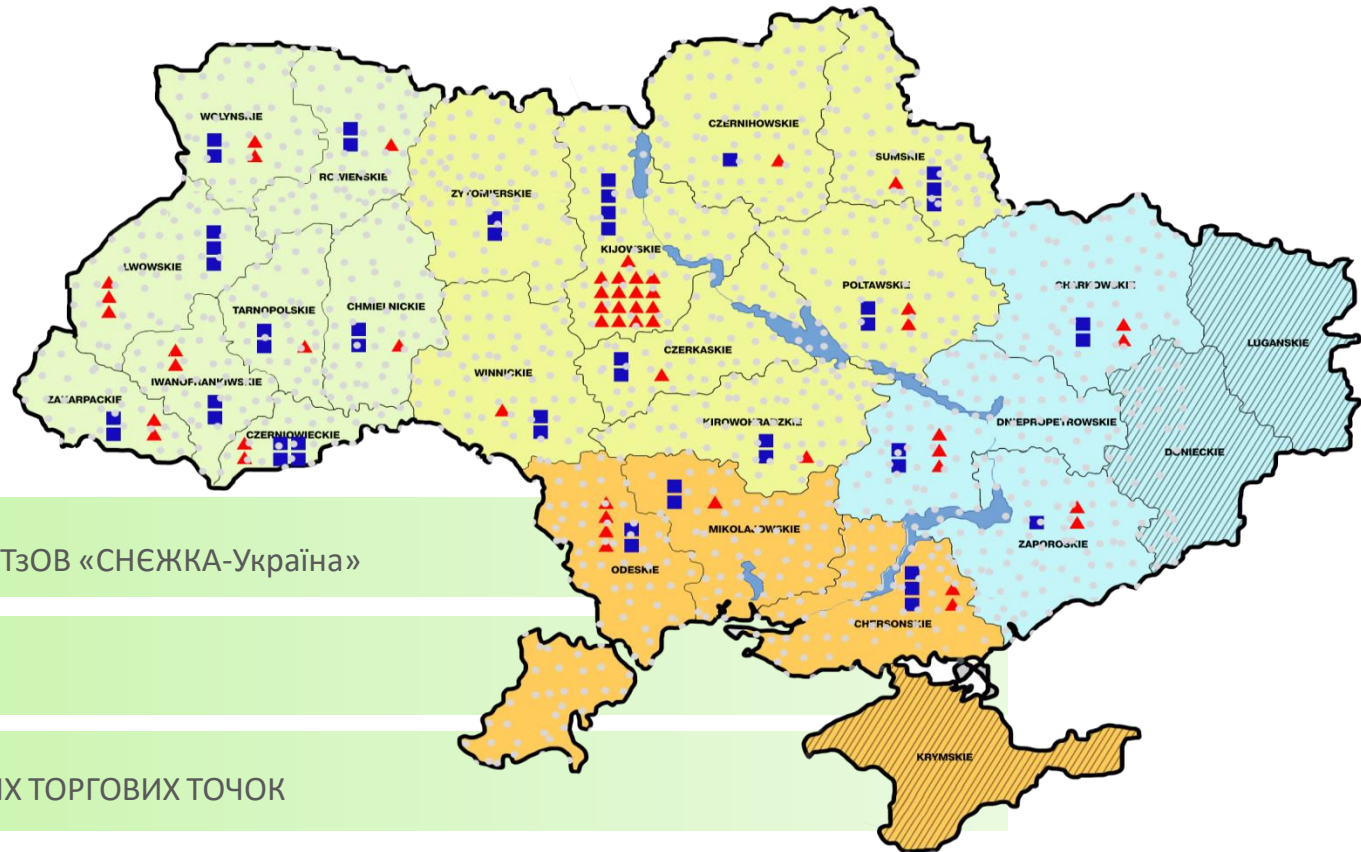 WOLYNSKIE
ROWIENSKIE
ZYTOMIERSKIE
CZERNIHOWSKIE
SUMSKIE
KIJOWSKIE
LWOWSKIE
TARNOPOLSKIE
CHMIELNICKIE
POLTAWSKIE
CHARKOWSKIE
LUGANSKIE
IWANOFRANKIWSKIE
WINNICKIE
CZERKASKIE
ZAKARPACKIE
CZERNIOWIECKIE
KIROWOHRADZKIE
DNIEPROPETROWSKIE
DONIECKIE
MIKOLAJOWSKIE
ZAPOROSKIE
ODESKIE
CHERSONSKIE
KRYMSKIE
ТзОВ «СНЄЖКА-Україна»
ИХ ТОРГОВИХ ТОЧОК